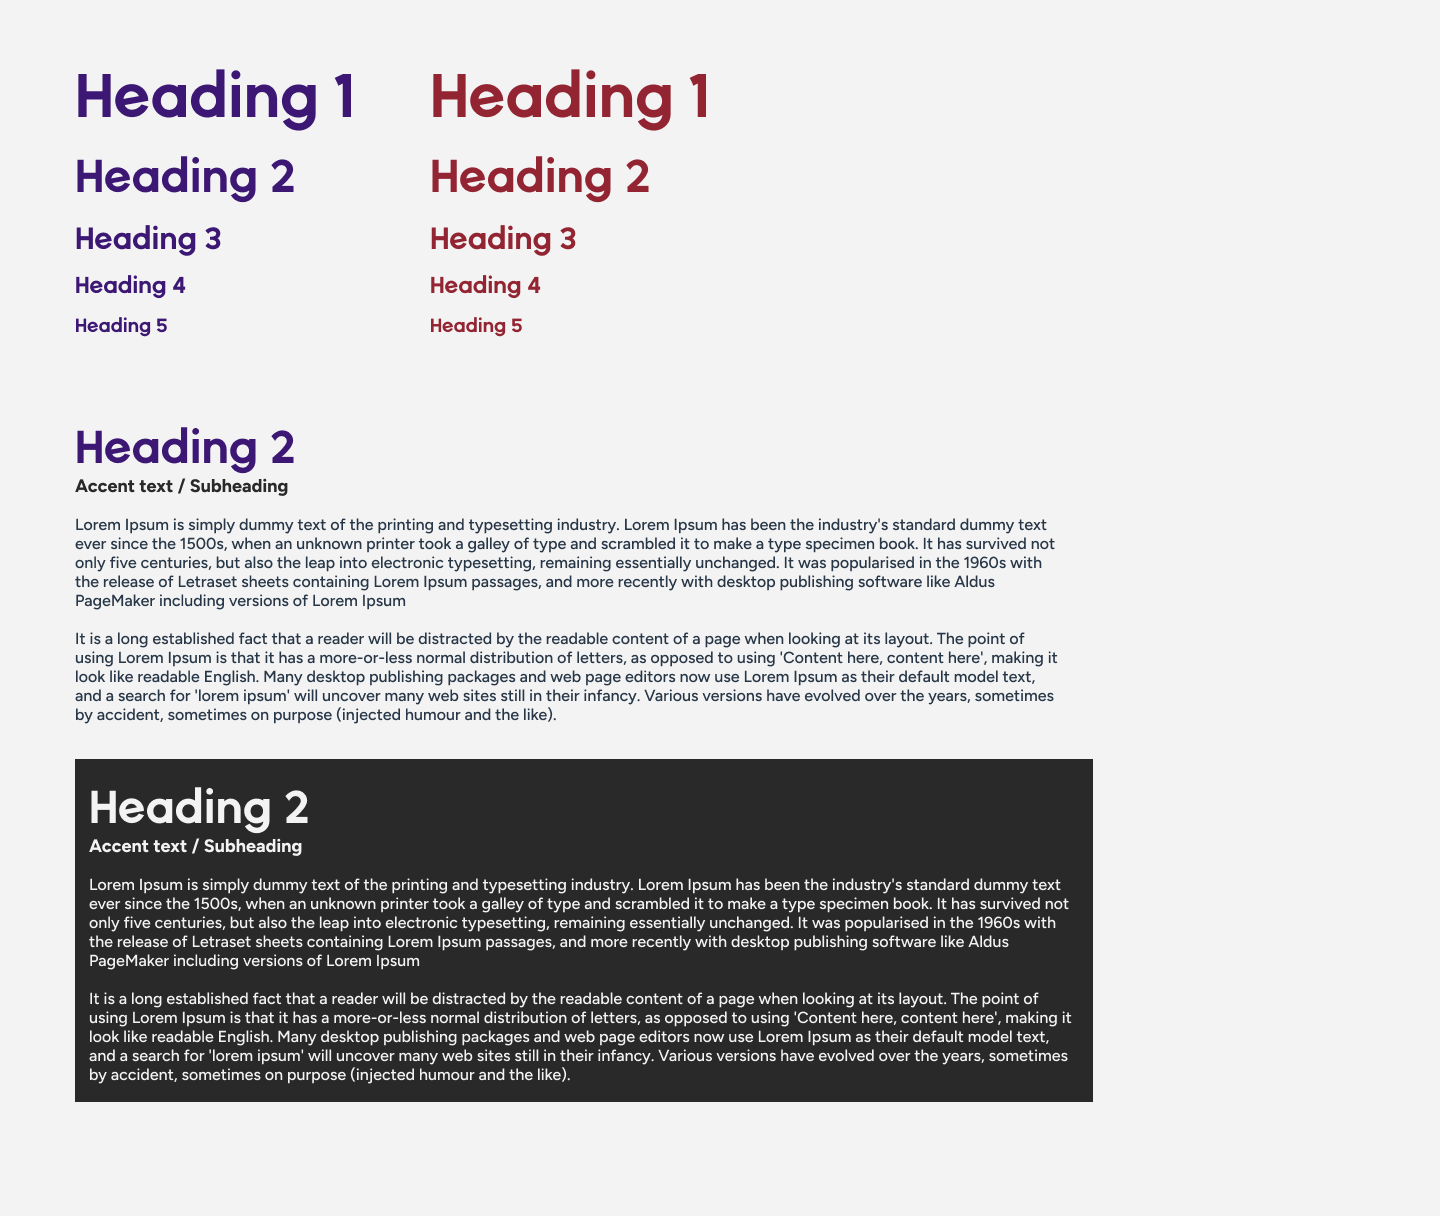 Heading 1
Heading 2
Heading 3
Heading 4
Heading 5
Heading 1
Heading 2
Heading 3
Heading 4
Heading 5
Heading 2
Accent text / Subheading
Lorem Ipsum is simply dummy text of the printing and typesetting industry. Lorem Ipsum has been the industry's standard dummy text
ever since the 1500s, when an unknown printer took a galley of type and scrambled it to make a type specimen book. It has survived not
only five centuries, but also the leap into electronic typesetting, remaining essentially unchanged. It was popularised in the 1960s with
the release of Letraset sheets containing Lorem Ipsum passages, and more recently with desktop publishing software like Aldus
PageMaker including versions of Lorem Ipsum
It is a long established fact that a reader will be distracted by the readable content of a page when looking at its layout. The point of
using Lorem Ipsum is that it has a more-or-less normal distribution of letters, as opposed to using 'Content here, content here', making it
look like readable English. Many desktop publishing packages and web page editors now use Lorem Ipsum as their default model text,
and a search for 'lorem ipsum' will uncover many web sites still in their infancy. Various versions have evolved over the years, sometimes
by accident, sometimes on purpose (injected humour and the like).
Heading 2
Accent text / Subheading
Lorem Ipsum is simply dummy text of the printing and typesetting industry. Lorem Ipsum has been the industry's standard dummy text
ever since the 1500s, when an unknown printer took a galley of type and scrambled it to make a type specimen book. It has survived not
only five centuries, but also the leap into electronic typesetting, remaining essentially unchanged. It was popularised in the 1960s with
the release of Letraset sheets containing Lorem Ipsum passages, and more recently with desktop publishing software like Aldus
PageMaker including versions of Lorem Ipsum
It is a long established fact that a reader will be distracted by the readable content of a page when looking at its layout. The point of
using Lorem Ipsum is that it has a more-or-less normal distribution of letters, as opposed to using 'Content here, content here', making it
look like readable English. Many desktop publishing packages and web page editors now use Lorem Ipsum as their default model text,
and a search for 'lorem ipsum' will uncover many web sites still in their infancy. Various versions have evolved over the years, sometimes
by accident, sometimes on purpose (injected humour and the like).